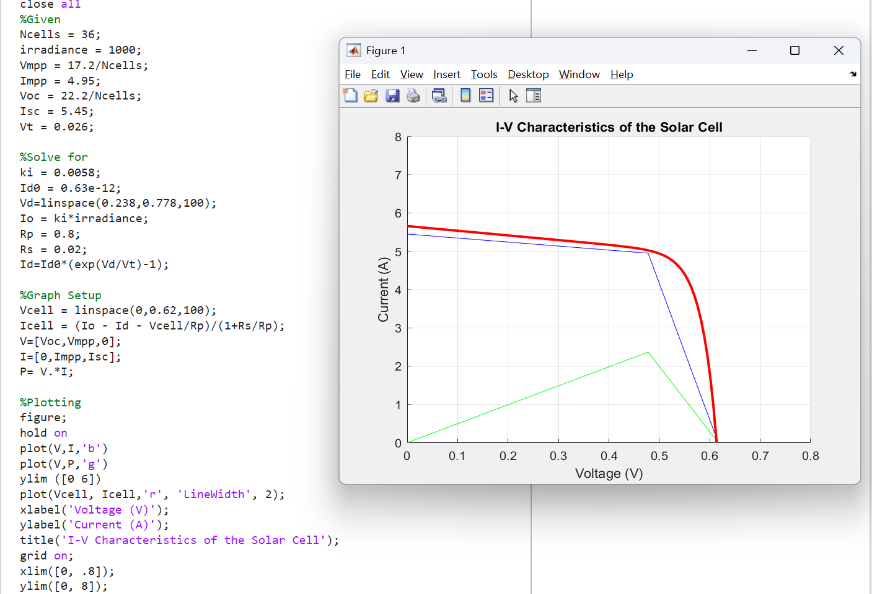 close all
%Given
Ncells = 36;
irradiance = 1000;
Vmpp = 17.2/Ncells;
Impp = 4.95;
Voc = 22.2/Ncells;
Isc = 5.45;
Vt = 0.026;
%Solve for
ki = 0.0058;
Id0 = 0.63e-12;
Vd=linspace(0.238,0.778,100);
Io = ki*irradiance;
Rp = 0.8;
Rs = 0.02;
Id=Id0*(exp(Vd/Vt)-1);
%Graph Setup
Vcell = linspace(0,0.62,100);
Icell = (Io - Id - Vcell/Rp)/(1+Rs/Rp);
V=[Voc,Vmpp,0];
I=[0,Impp,Isc];
P= V.*I;
%Plotting
figure;
hold on
plot(V,I,'b')
plot(V,P,'g')
ylim ([0 6])
plot(Vcell, Icell,'r', 'LineWidth', 2);
xlabel('Voltage (V)');
ylabel('Current (A)');
title('I-V Characteristics of the Solar Cell');
grid on;
xlim([0, .8]);
ylim([0, 8]);
Figure 1
File Edit View Insert Tools Desktop Window Help
I-V Characteristics of the Solar Cell
8
7
6
5
4
3
2
1
0
Current (A)
0 0.1 0.2 0.3 0.4 0.5 0.6 0.7 0.8
Voltage (V)